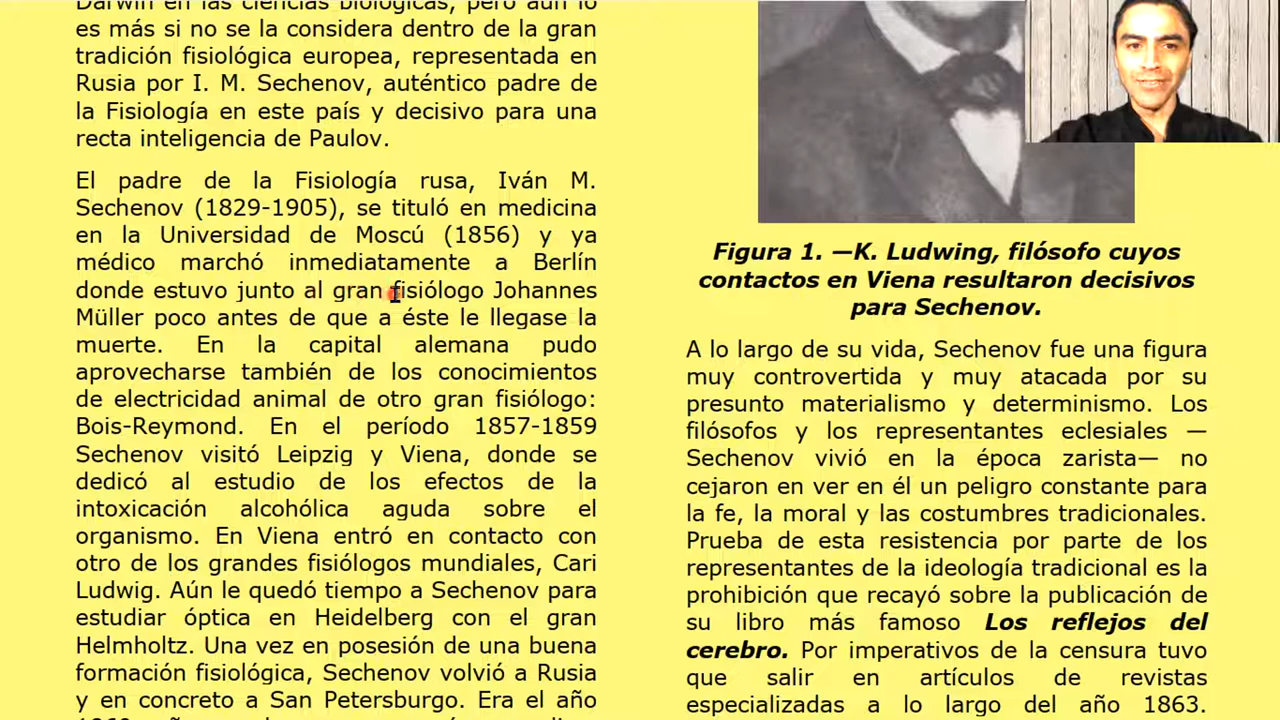 Darwin en las ciencias biológicas, pero aún lo
es más si no se la considera dentro de la gran
tradición fisiológica europea, representada en
Rusia por I. M. Sechenov, auténtico padre de
la Fisiología en este país y decisivo para una
recta inteligencia de Paulov.
El padre de la Fisiología rusa, Iván M.
Sechenov (1829-1905), se tituló en medicina
en la Universidad de Moscú (1856) y ya
médico marchó inmediatamente a Berlín
donde estuvo junto al gran fisiólogo Johannes
Müller poco antes de que a éste le llegase la
muerte. En la capital alemana pudo
aprovecharse también de los conocimientos
de electricidad animal de otro gran fisiólogo:
Bois-Reymond. En el período 1857-1859
Sechenov visitó Leipzig y Viena, donde se
dedicó al estudio de los efectos de la
intoxicación alcohólica aguda sobre el
organismo. En Viena entró en contacto con
otro de los grandes fisiólogos mundiales, Cari
Ludwig. Aún le quedó tiempo a Sechenov para
estudiar óptica en Heidelberg con el gran
Helmholtz. Una vez en posesión de una buena
formación fisiológica, Sechenov volvió a Rusia
y en concreto a San Petersburgo. Era el año
Figura 1. —K. Ludwing, filósofo cuyos
contactos en Viena resultaron decisivos
para Sechenov.
A lo largo de su vida, Sechenov fue una figura
muy controvertida y muy atacada por su
presunto materialismo y determinismo. Los
filósofos y los representantes eclesiales —
Sechenov vivió en la época zarista— no
cejaron en ver en él un peligro constante para
la fe, la moral y las costumbres tradicionales.
Prueba de esta resistencia por parte de los
representantes de la ideología tradicional es la
prohibición que recayó sobre la publicación de
su libro más famoso Los reflejos del
cerebro. Por imperativos de la censura tuvo
que salir en artículos de revistas
especializadas a lo largo del año 1863.